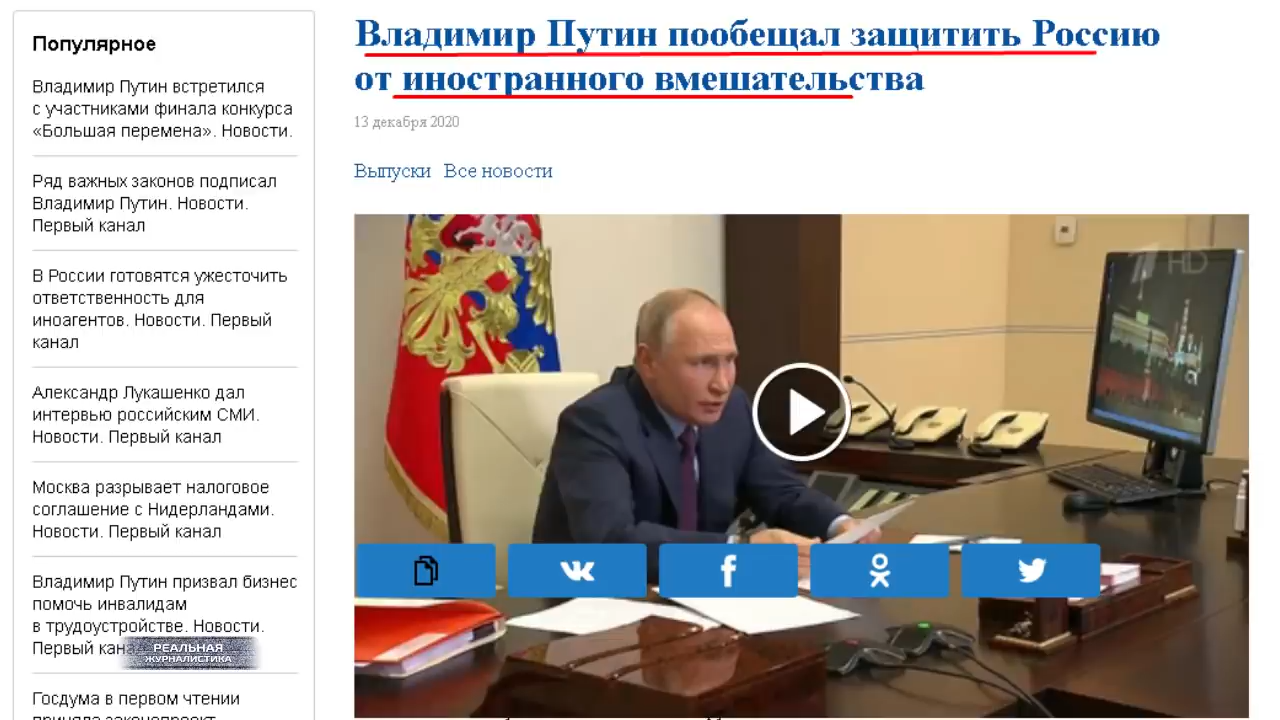 Популярное
Владимир Путин встретился
с участниками финала конкурса
«Большая перемена». Новости.
Ряд важных законов подписал
Владимир Путин. Новости.
Первый канал
В России готовятся ужесточить
ответственность для
иноагентов. Новости. Первый
канал
Александр Лукашенко дал
интервью российским СМИ.
Новости. Первый канал
Москва разрывает налоговое
соглашение с Нидерландами.
Новости. Первый канал
Владимир Путин призвал бизнес
помочь инвалидам
в трудоустройстве. Новости.
Первый
РЕАЛЬНАЯ
ЖУРНАЛИСТИКА
Госдума в первом чтении
Владимир Путин пообещал защитить Россию
от иностранного вмешательства
13 декабря 2020
Выпуски Все новости
HD